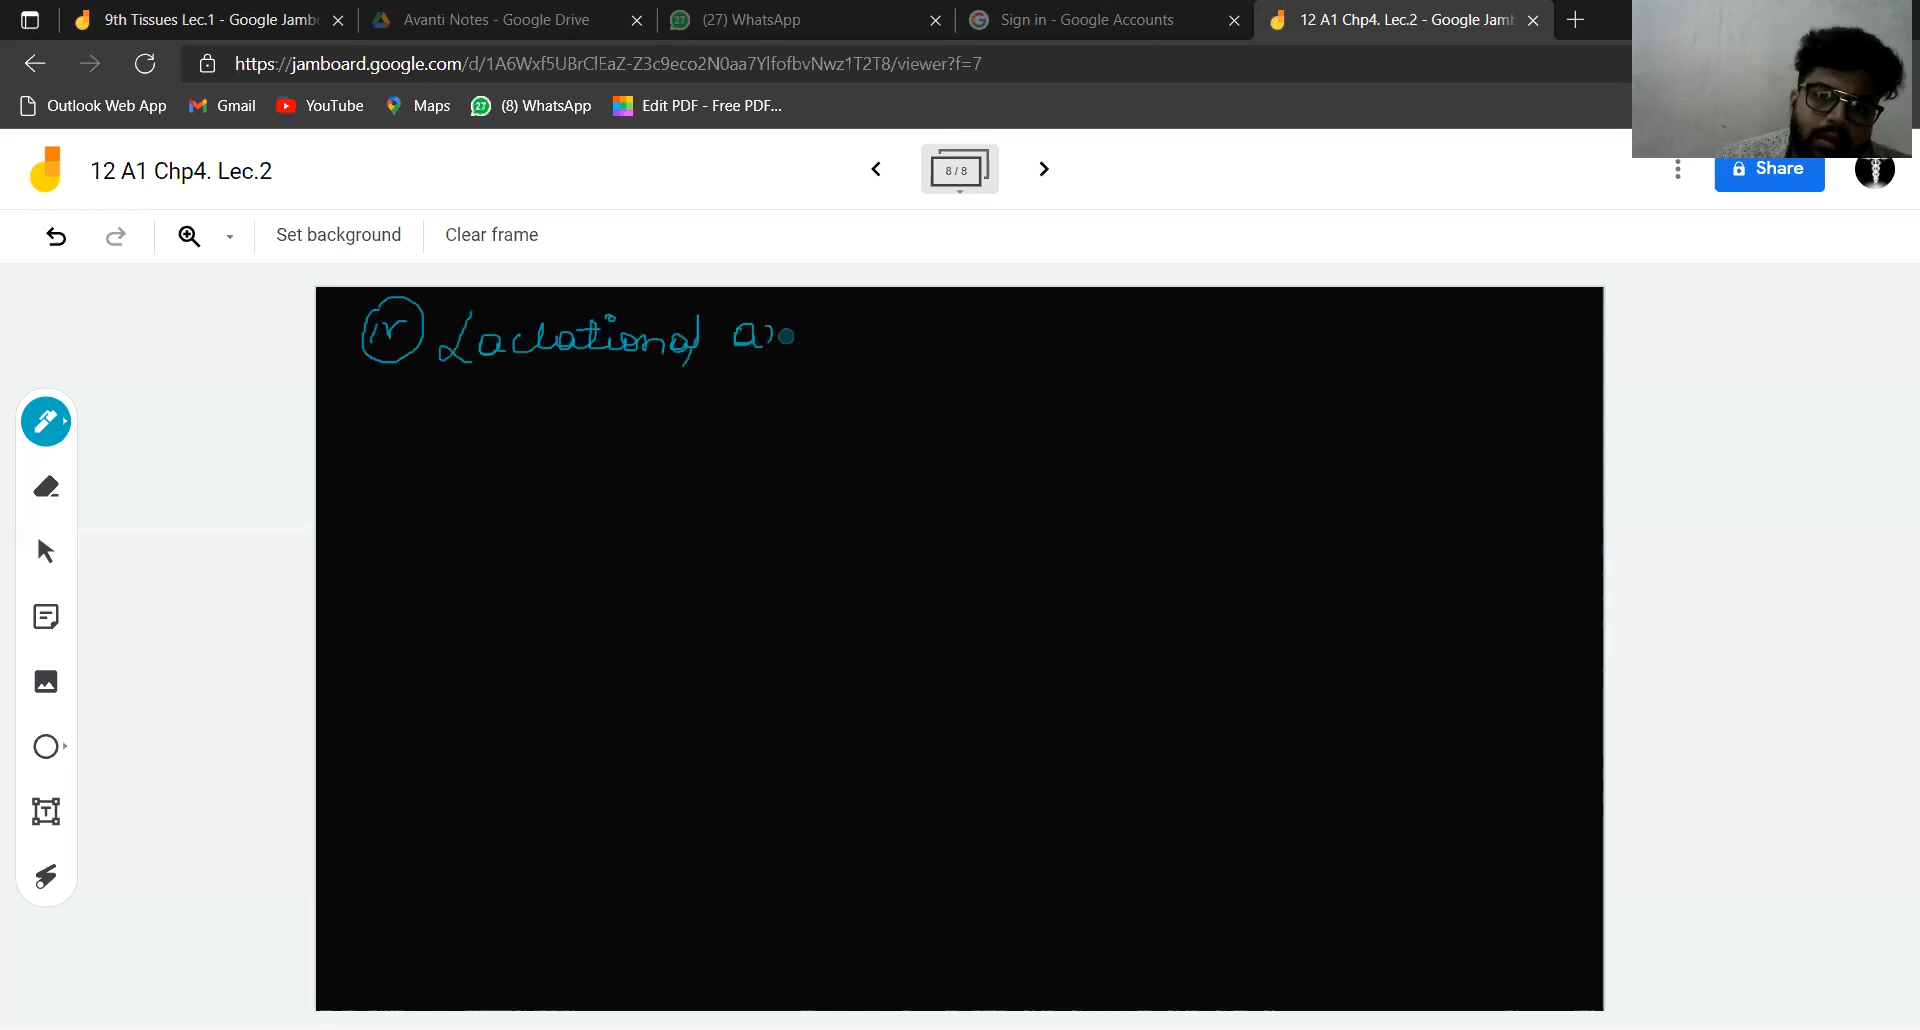 9th Tissues Lec.1 - Google Jambo Avanti Notes - Google Drive (27) WhatsApp Sign in - Google Accounts 12 A1 Chp4. Lec.2 - Google Jamb
https://jamboard.google.com/d/1A6Wxf5UBrClEaZ-Z3c9eco2N0aa7YlfofbvNwz1T2T8/viewer?f=7
Outlook Web App Gmail YouTube Maps 27 (8) WhatsApp Edit PDF - Free PDF...
12 A1 Chp4. Lec.2 8 / 8 Share
Set background Clear frame
Lactational